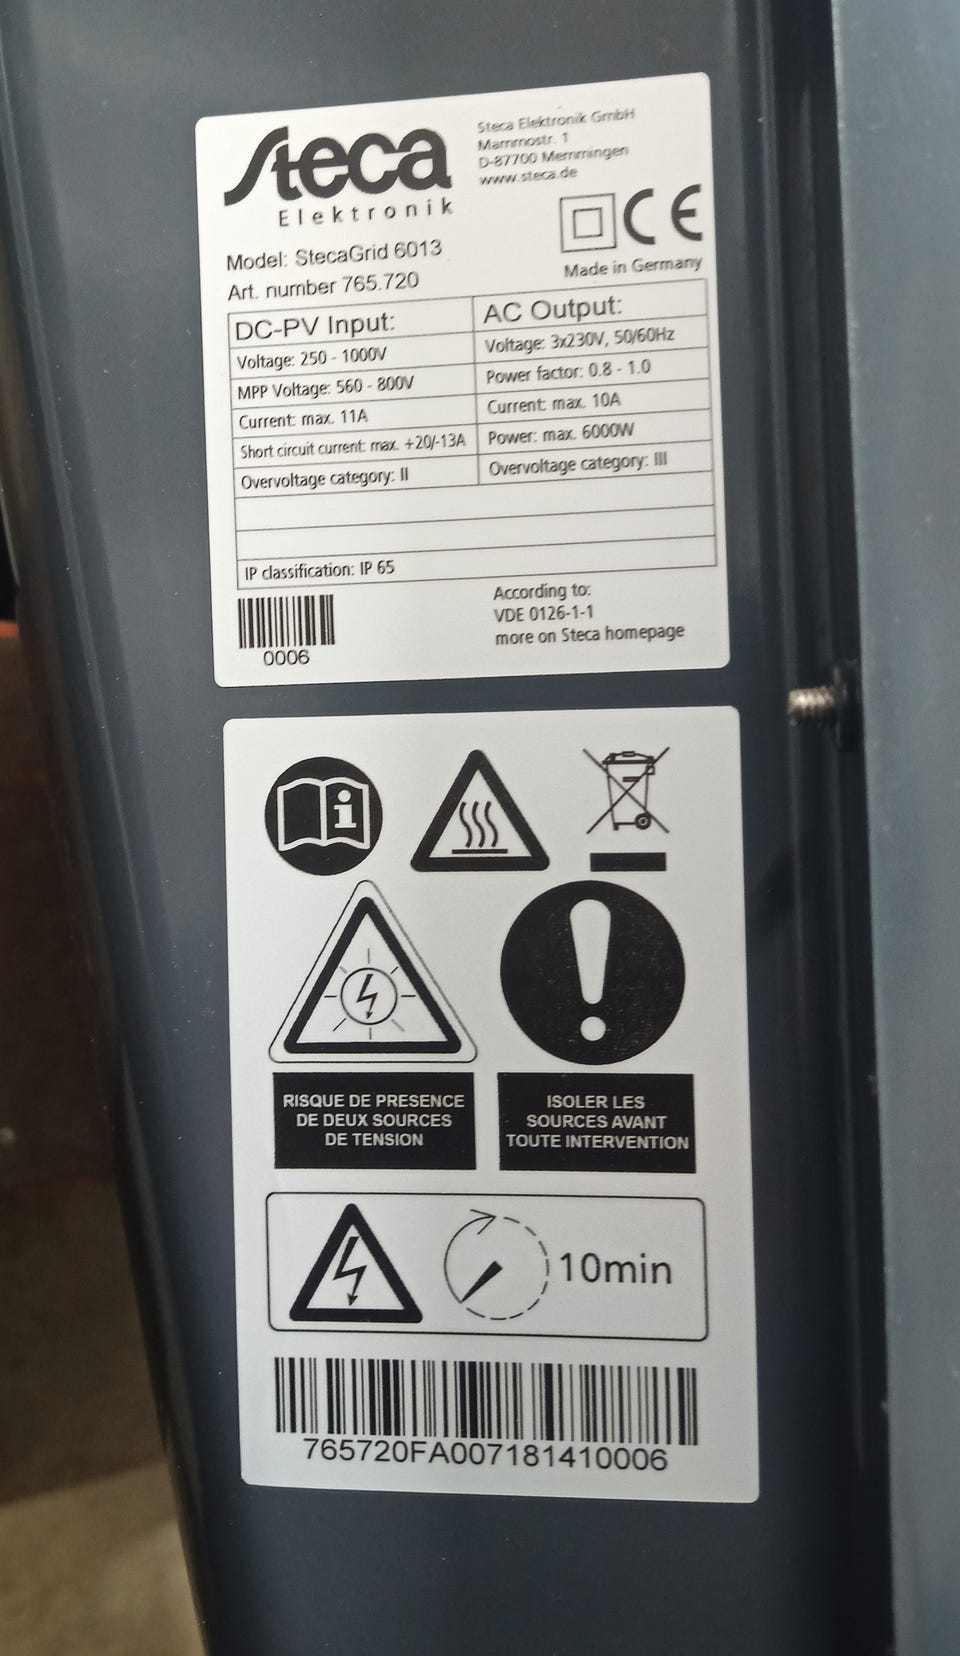 Steca
Elektronik
Steca Elektronik GmbH
Mammostr. 1
D-87700 Memmingen
www.steca.de
CE
Made in Germany
Model: StecaGrid 6013
Art. number 765.720
DC-PV Input:
Voltage: 250 - 1000V
MPP Voltage: 560 - 800V
Current: max. 11A
Short circuit current: max. +20/-13A
Overvoltage category: II
AC Output:
Voltage: 3x230V, 50/60Hz
Power factor: 0.8 - 1.0
Current: max. 10A
Power: max. 6000W
Overvoltage category: III
IP classification: IP 65
0006
According to:
VDE 0126-1-1
more on Steca homepage
i
RISQUE DE PRESENCE
DE DEUX SOURCES
DE TENSION
ISOLER LES
SOURCES AVANT
TOUTE INTERVENTION
10min
765720FA007181410006